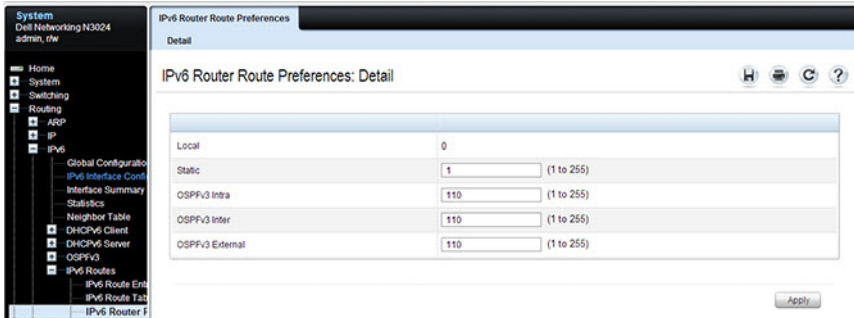 System
Dell Networking N3024
admin, r/w
Home
System
Switching
Routing
ARP
IP
IPv6
Global Configuratio
IPv6 Interface Confi
Interface Summary
Statistics
Neighbor Table
DHCPv6 Client
DHCPv6 Server
OSPFv3
IPv6 Routes
IPv6 Route Ent
IPv6 Route Tab
IPv6 Router P
IPv6 Router Route Preferences
Detail
IPv6 Router Route Preferences: Detail
Local 0
Static 1 (1 to 255)
OSPFv3 Intra 110 (1 to 255)
OSPFv3 Inter 110 (1 to 255)
OSPFv3 External 110 (1 to 255)
Apply